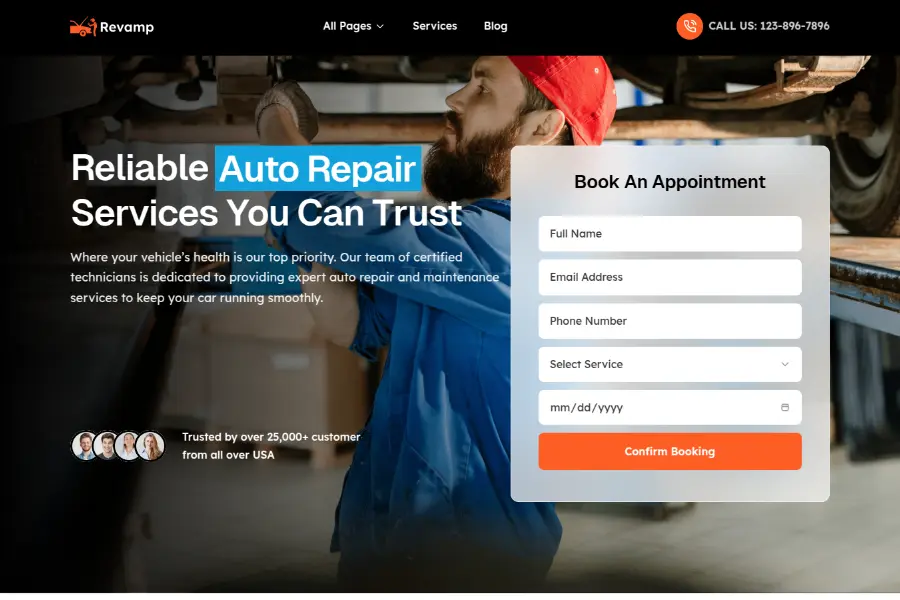 Revamp
All Pages
Services
Blog
CALL US: 123-896-7896
Reliable Auto Repair
Services You Can Trust
Where your vehicle’s health is our top priority. Our team of certified
technicians is dedicated to providing expert auto repair and maintenance
services to keep your car running smoothly.
Trusted by over 25,000+ customer
from all over USA
Book An Appointment
Full Name
Email Address
Phone Number
Select Service
mm/dd/yyyy
Confirm Booking